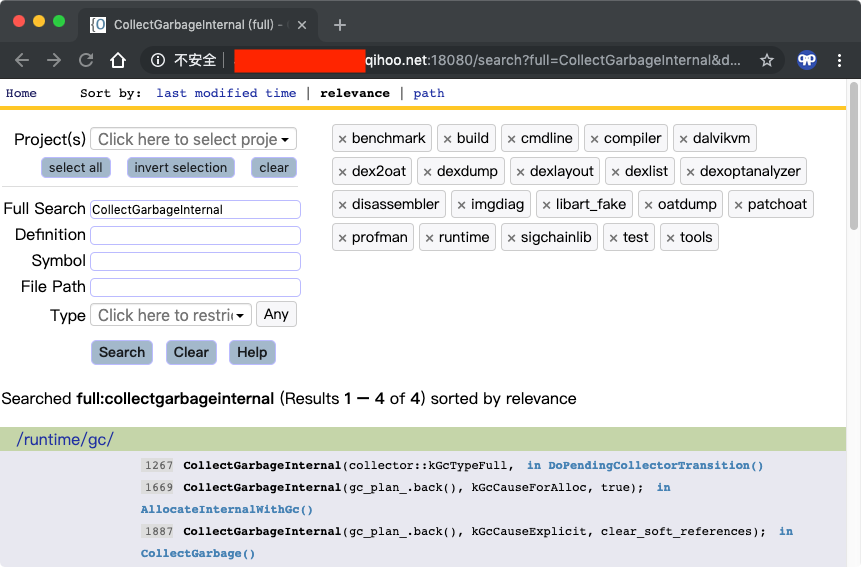 {O CollectGarbageInternal (full) –
不安全 qihoo.net:18080/search?full=CollectGarbageInternal&d...
Home Sort by: last modified time | relevance | path
Project(s) Click here to select proje
select all invert selection clear
Full Search CollectGarbageInternal
Definition
Symbol
File Path
Type Click here to restric Any
Search Clear Help
× benchmark × build × cmdline × compiler × dalvikvm
× dex2oat × dexdump × dexlayout × dexlist × dexoptanalyzer
× disassembler × imgdiag × libart_fake × oatdump × patchoat
× profman × runtime × sigchainlib × test × tools
Searched full:collectgarbageinternal (Results 1 – 4 of 4) sorted by relevance
/runtime/gc/
1267 CollectGarbageInternal(collector::kGcTypeFull, in DoPendingCollectorTransition()
1669 CollectGarbageInternal(gc_plan_.back(), kGcCauseForAlloc, true); in
AllocateInternalWithGc()
1887 CollectGarbageInternal(gc_plan_.back(), kGcCauseExplicit, clear_soft_references); in
CollectGarbage()